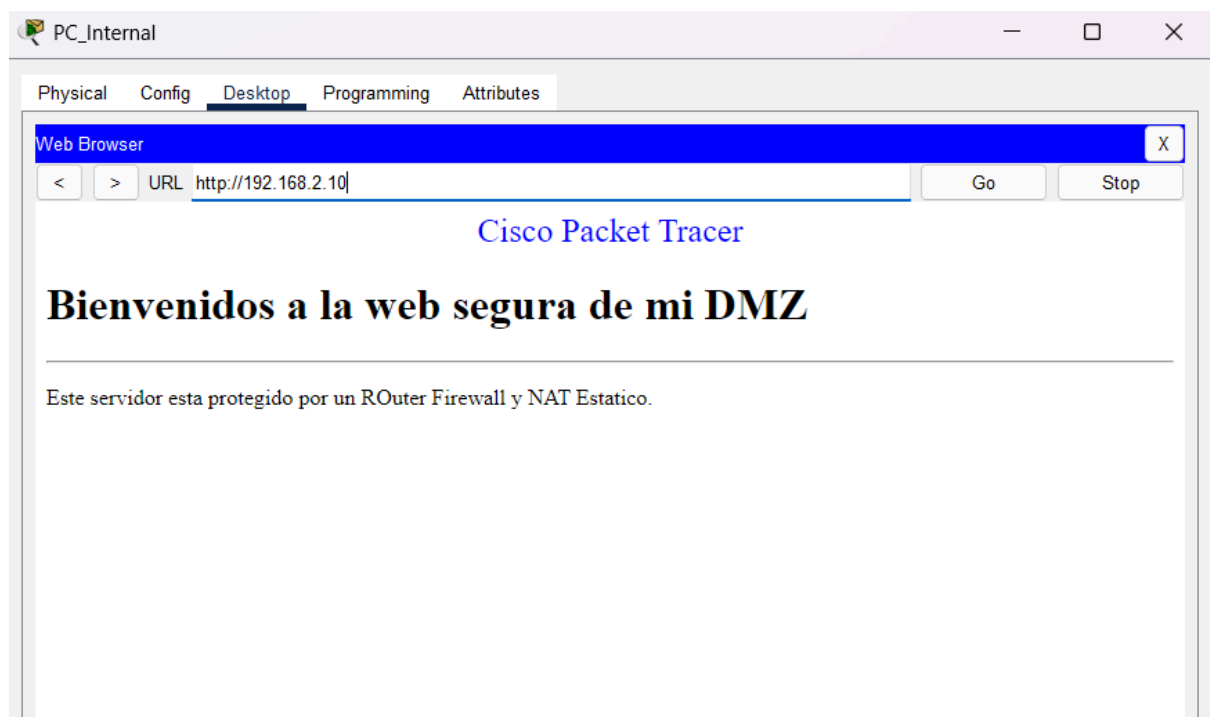 PC_Internal
Physical Config Desktop Programming Attributes
Web Browser X
< > URL http://192.168.2.10 Go Stop
Cisco Packet Tracer
Bienvenidos a la web segura de mi DMZ
Este servidor esta protegido por un ROuter Firewall y NAT Estatico.